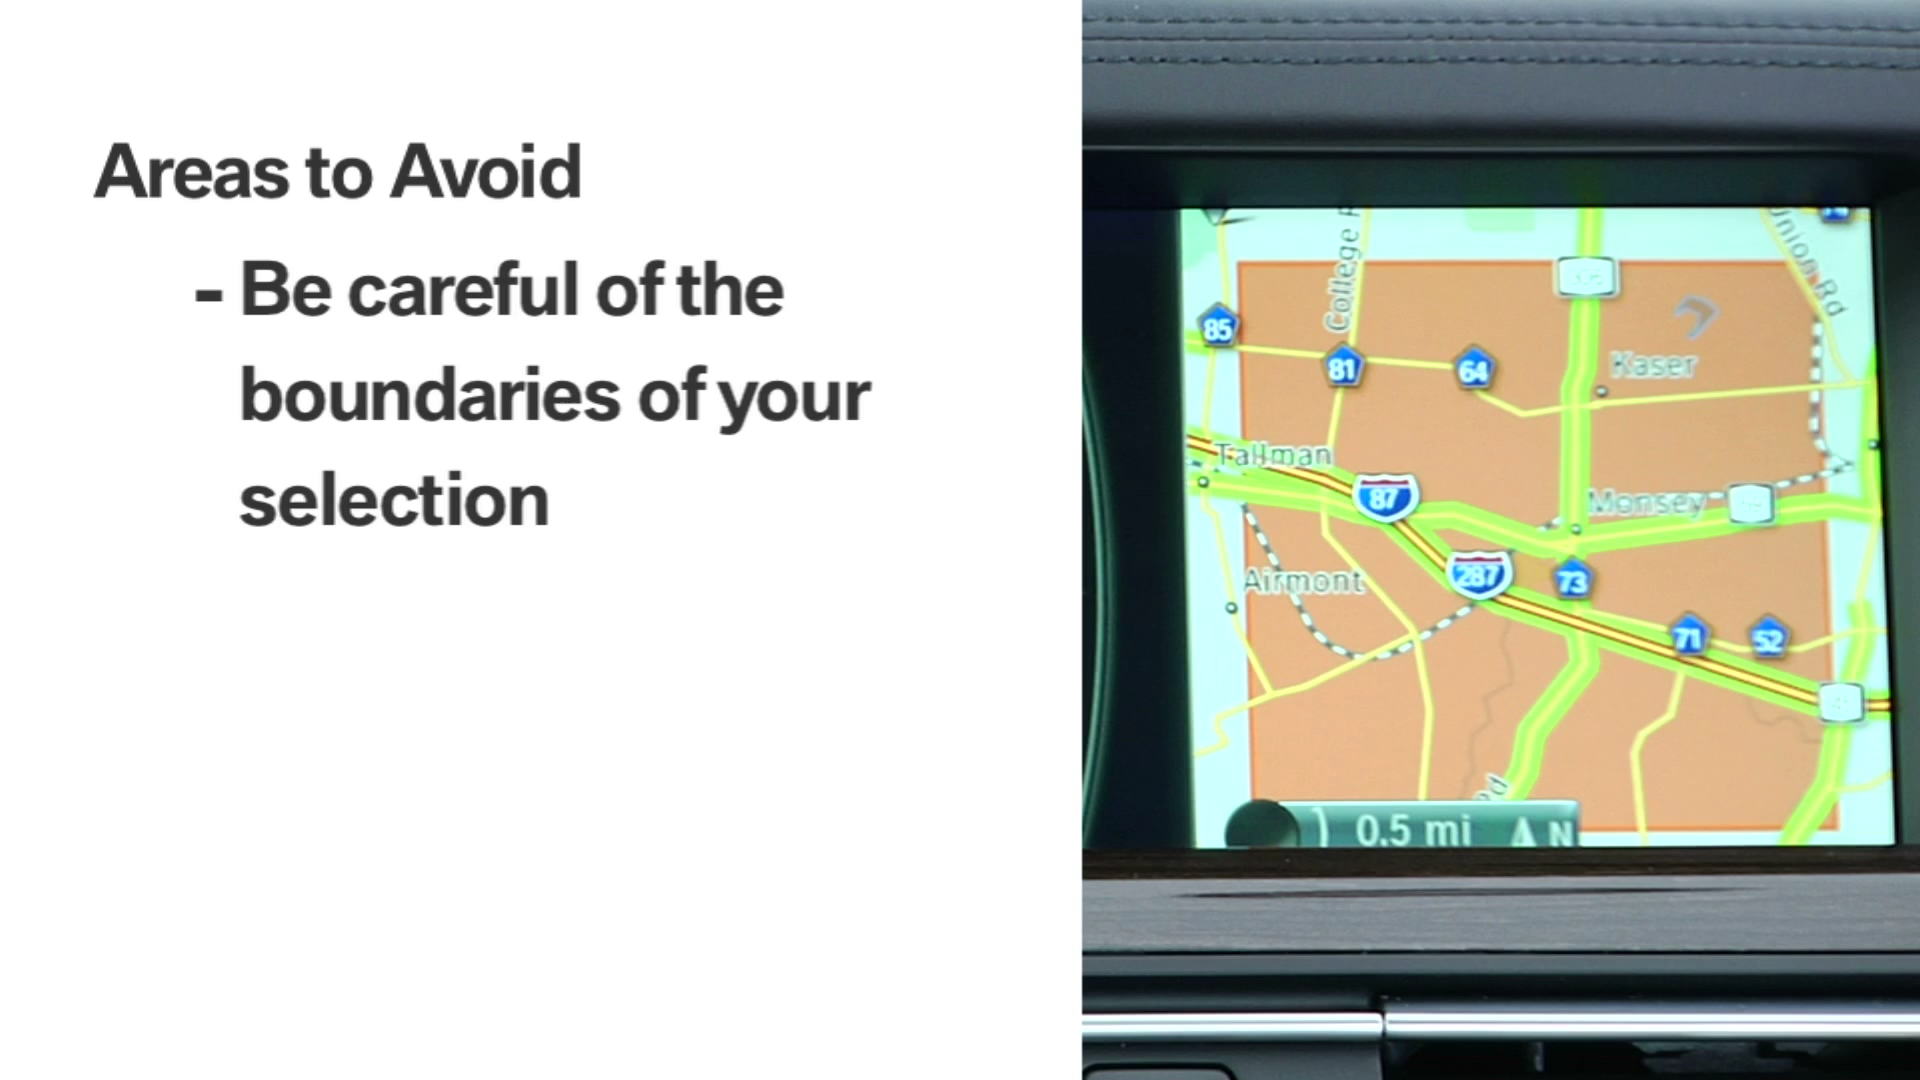 Areas to Avoid
- Be careful of the
boundaries of your
selection
College
Union Rd
85
81
64
Kaser
Tallman
87
Monsey
287
73
Airmont
71
52
Rd
0.5 mi
N